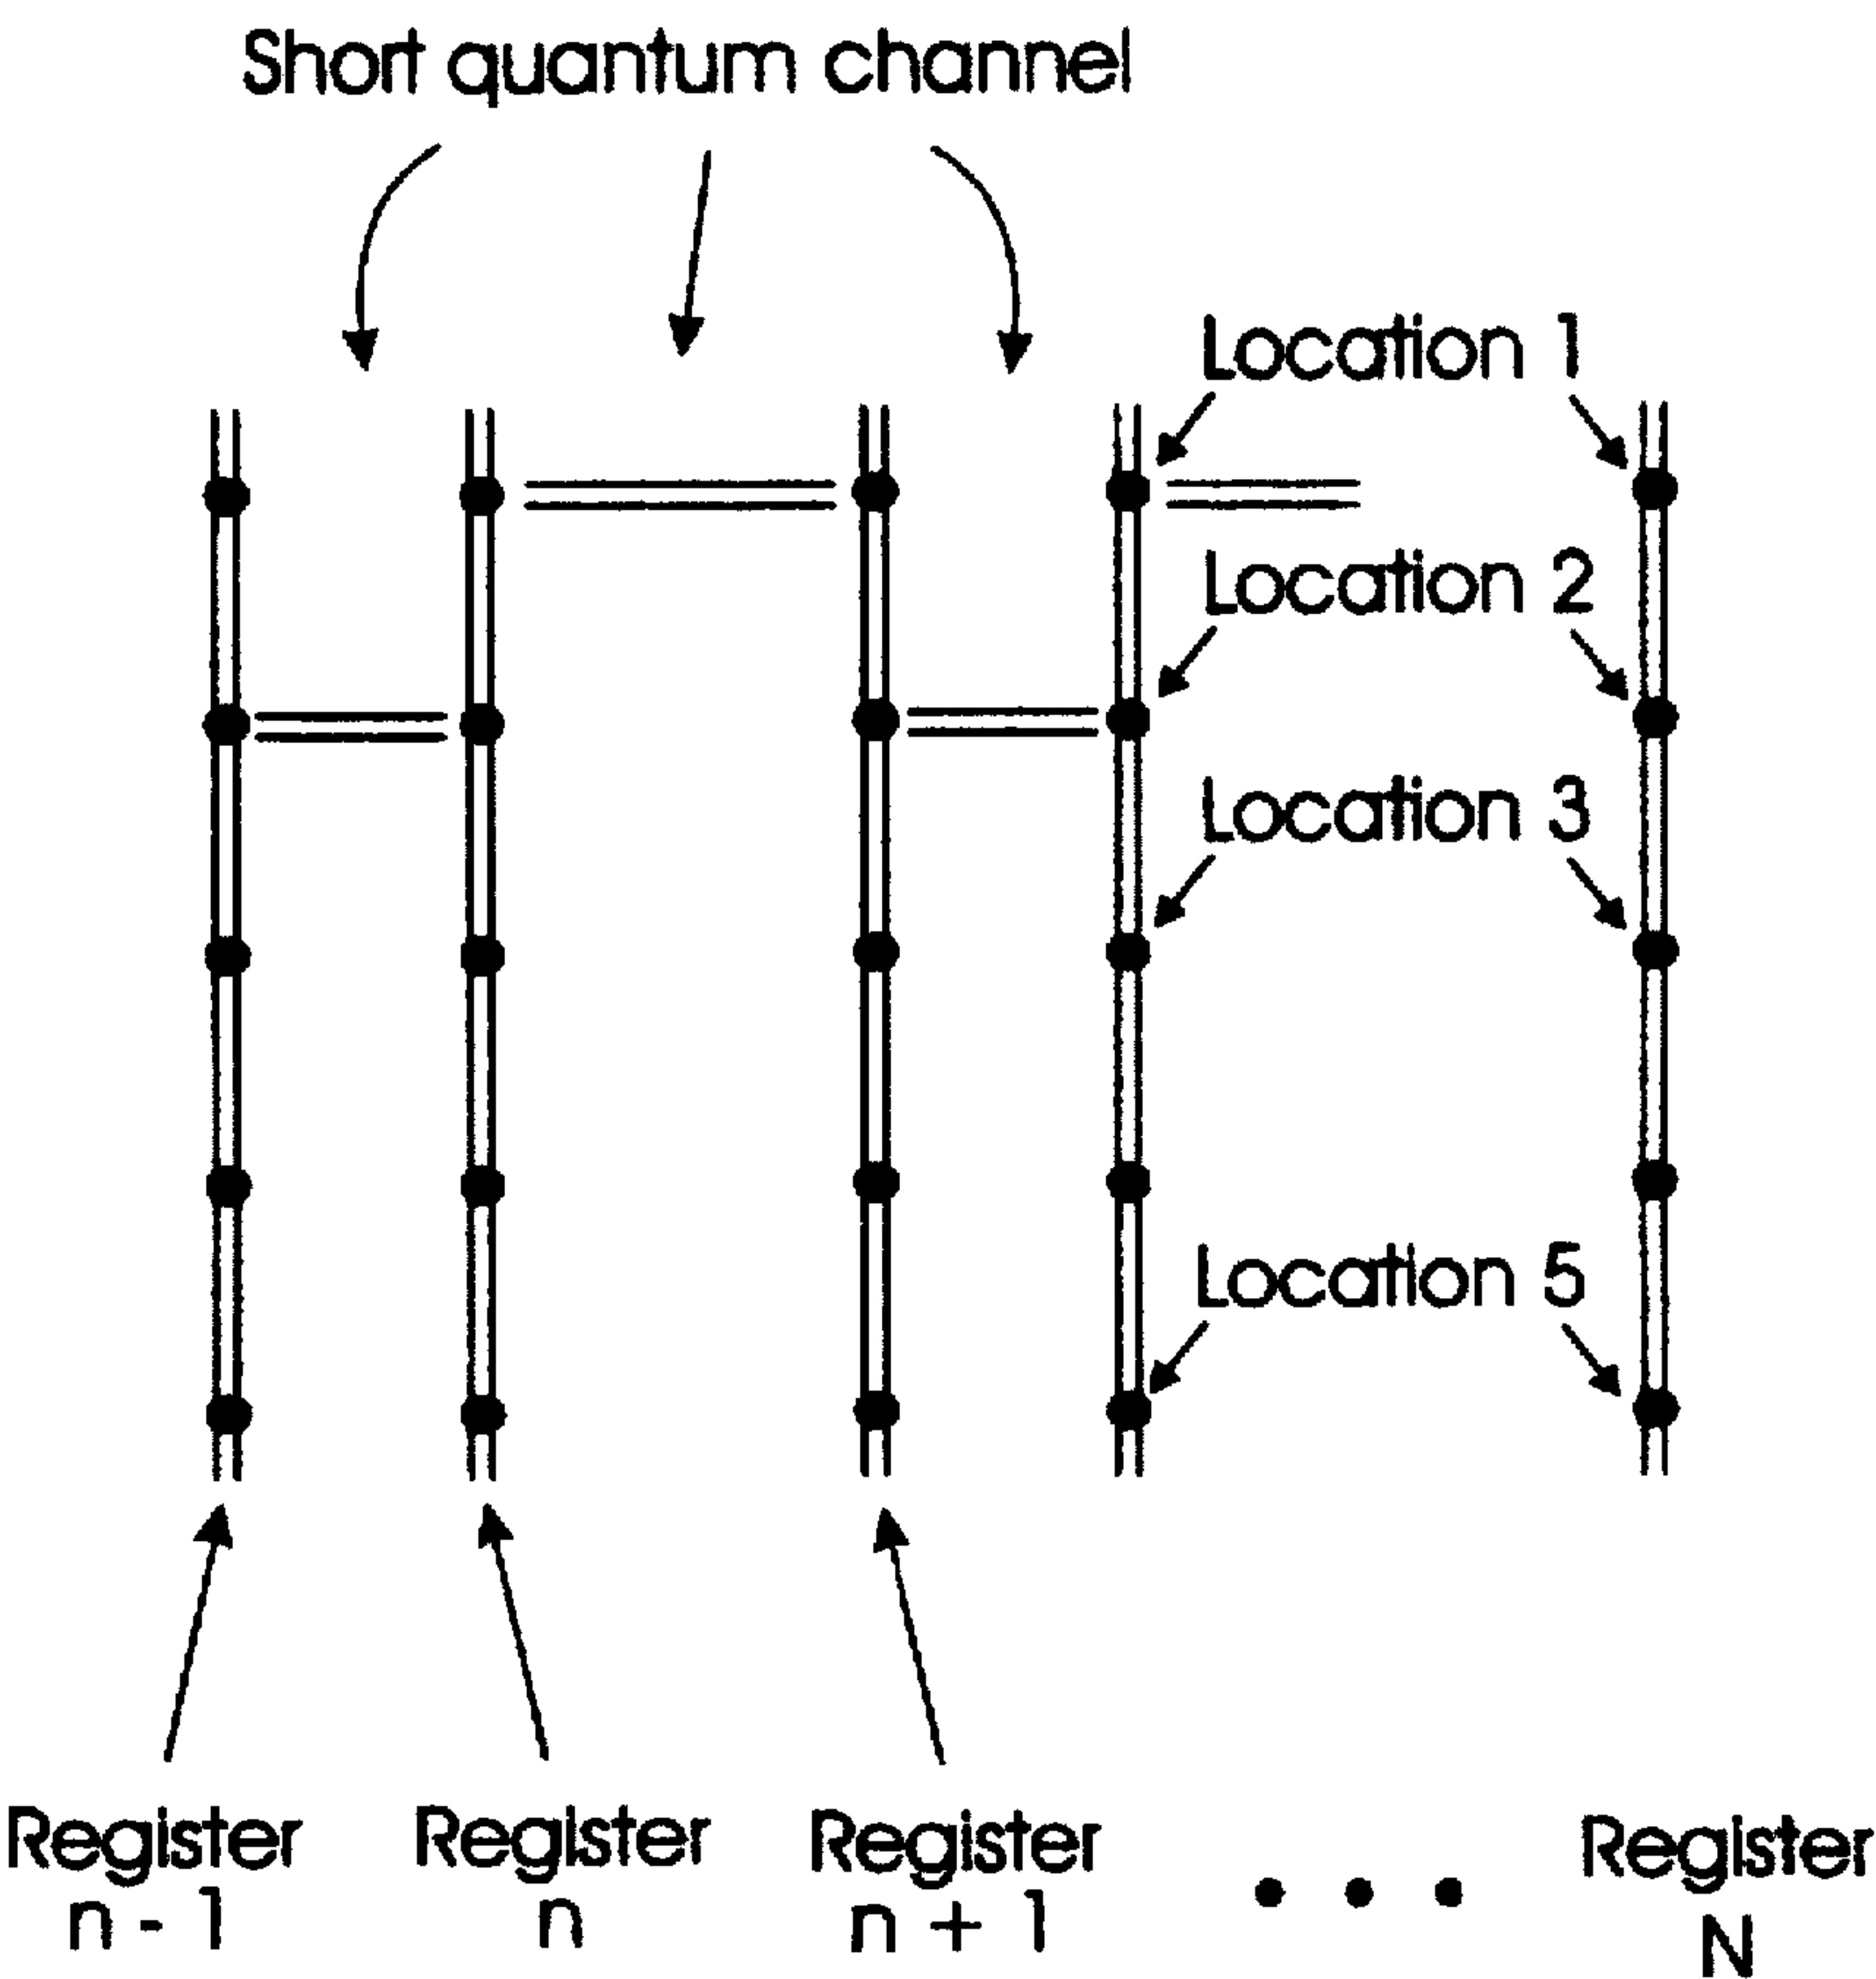 Short quantum channel
Location 1
Location 2
Location 3
Location 5
Register
n - 1
Register
n
Register
n + 1
Register
N